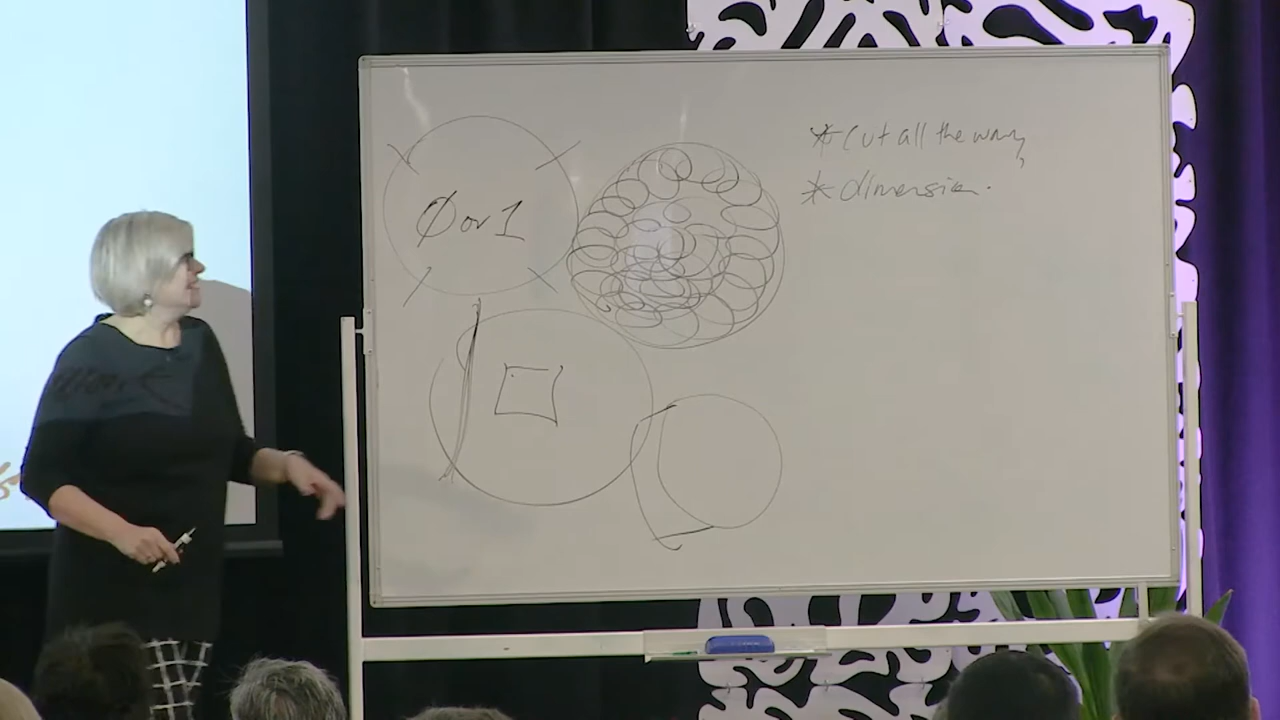 Ø or 1
* cut all the way,
* dimension.